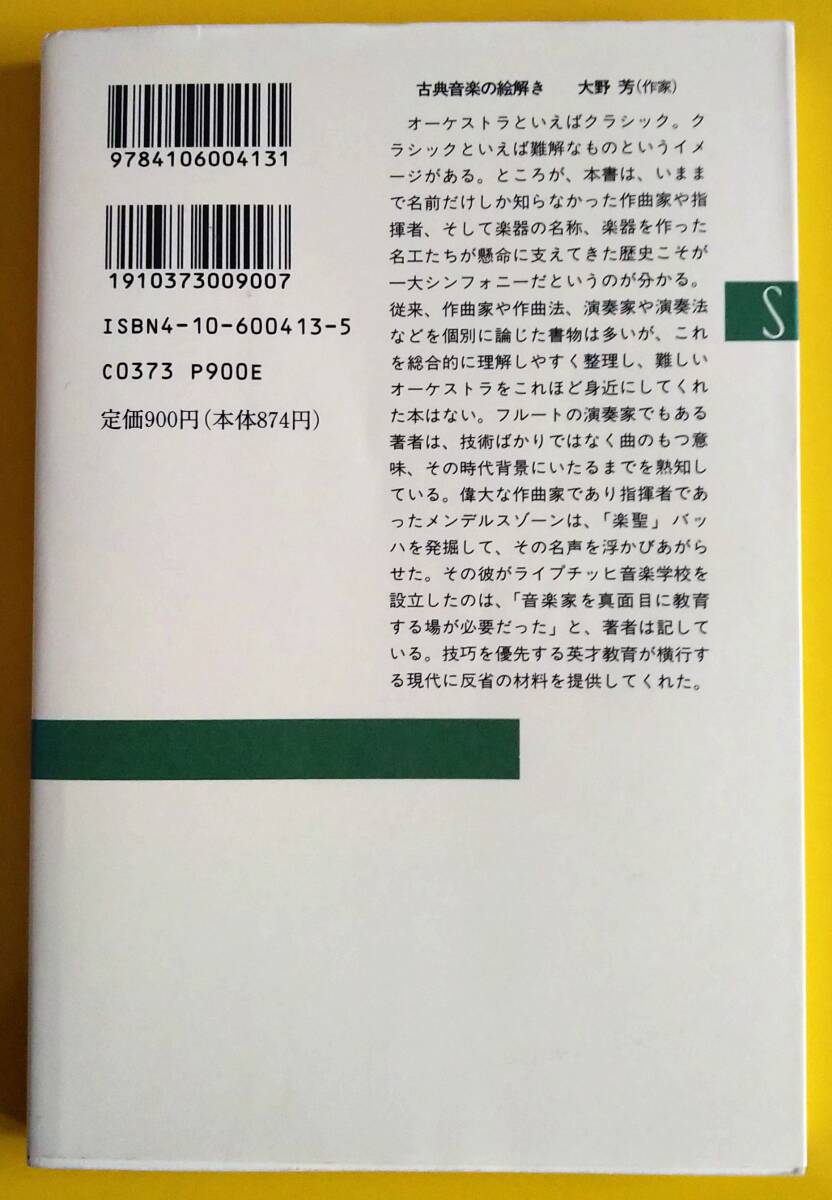 9784106004131
1910373009007
ISBN4-10-600413-5
C0373 P900E
定価900円(本体874円)
古典音楽の絵解き 大野 芳(作家)
オーケストラといえばクラシック。ク
ラシックといえば難解なものというイメ
ージがある。ところが、本書は、いまま
で名前だけしか知らなかった作曲家や指
揮者、そして楽器の名称、楽器を作った
名工たちが懸命に支えてきた歴史こそが
一大シンフォニーだというのが分かる。
従来、作曲家や作曲法、演奏家や演奏法
などを個別に論じた書物は多いが、これ
を総合的に理解しやすく整理し、難しい
オーケストラをこれほど身近にしてくれ
た本はない。フルートの演奏家でもある
著者は、技術ばかりではなく曲のもつ意
味、その時代背景にいたるまでを熟知し
ている。偉大な作曲家であり指揮者であ
ったメンデルスゾーンは、「楽聖」バッ
ハを発掘して、その名声を浮かびあがら
せた。その彼がライプチッヒ音楽学校を
設立したのは、「音楽家を真面目に教育
する場が必要だった」と、著者は記して
いる。技巧を優先する英才教育が横行す
る現代に反省の材料を提供してくれた。
S